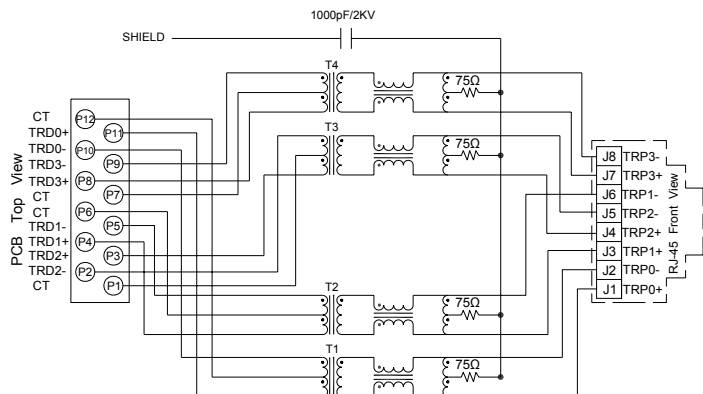 1000pF/2KV
SHIELD
T4
75Ω
CT
P12
TRD0+
P11
T3
75Ω
TRD0-
P10
TRD3-
P9
TRD3+
P8
CT
P7
CT
P6
TRD1-
P5
TRD1+
P4
TRD2+
P3
TRD2-
P2
CT
P1
PCB Top View
J8 TRP3-
J7 TRP3+
J6 TRP1-
J5 TRP2-
J4 TRP2+
J3 TRP1+
J2 TRP0-
J1 TRP0+
RJ-45 Front View
T2
75Ω
T1
75Ω